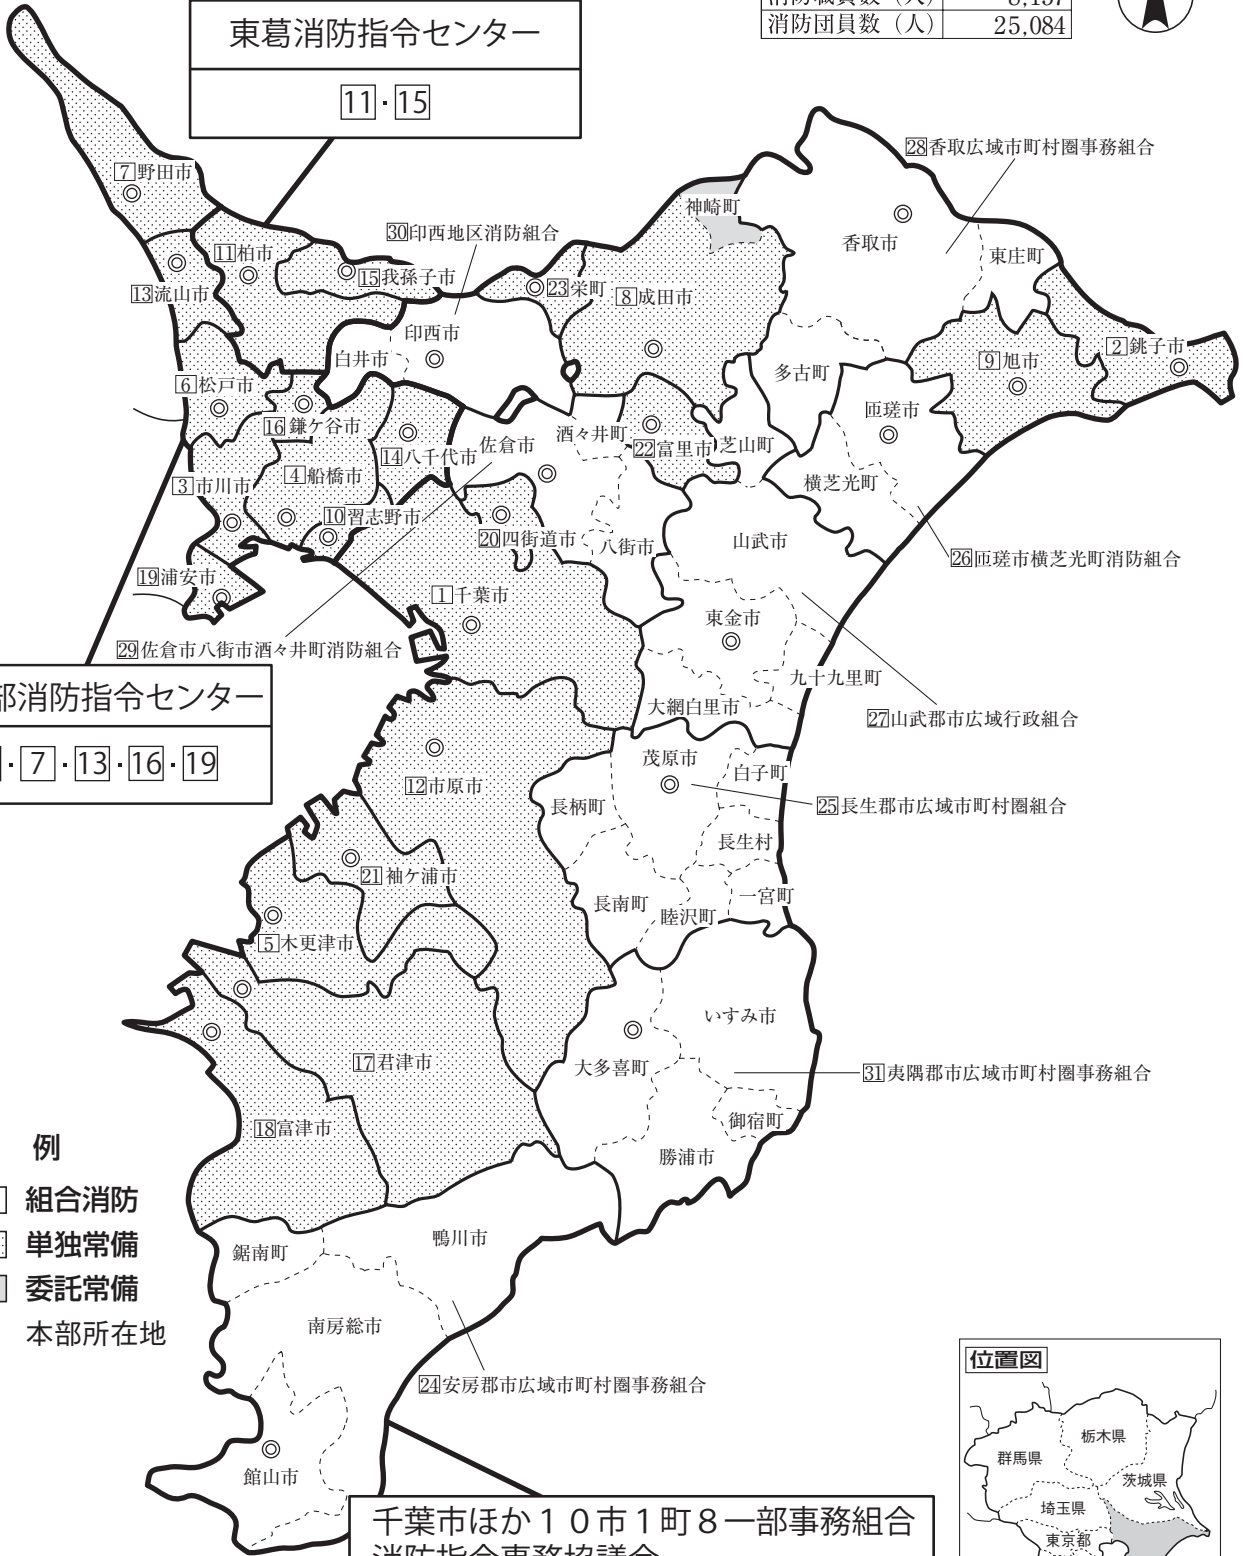 東葛消防指令センター
11・15
25,084
消防団員数（人）
7野田市
11柏市
15我孫子市
13流山市
30印西地区消防組合
印西市
白井市
23栄町
神崎町
8成田市
28香取広域市町村圏事務組合
香取市
東庄町
2銚子市
9旭市
多古町
匝瑳市
横芝光町
26匝瑳市横芝光町消防組合
6松戸市
16鎌ケ谷市
14八千代市
4船橋市
3市川市
10習志野市
19浦安市
佐倉市
酒々井町
22富里市
芝山町
20四街道市
八街市
山武市
1千葉市
29佐倉市八街市酒々井町消防組合
東金市
九十九里町
大網白里市
27山武郡市広域行政組合
部消防指令センター
・7・13・16・19
12市原市
茂原市
白子町
長柄町
25長生郡市広域市町村圏組合
長生村
一宮町
長南町
睦沢町
21袖ケ浦市
5木更津市
17君津市
18富津市
いすみ市
大多喜町
31夷隅郡市広域市町村圏事務組合
御宿町
勝浦市
例
組合消防
単独常備
委託常備
本部所在地
鋸南町
鴨川市
南房総市
24安房郡市広域市町村圏事務組合
館山市
千葉市ほか１０市１町８一部事務組合
位置図
栃木県
群馬県
茨城県
埼玉県
東京都